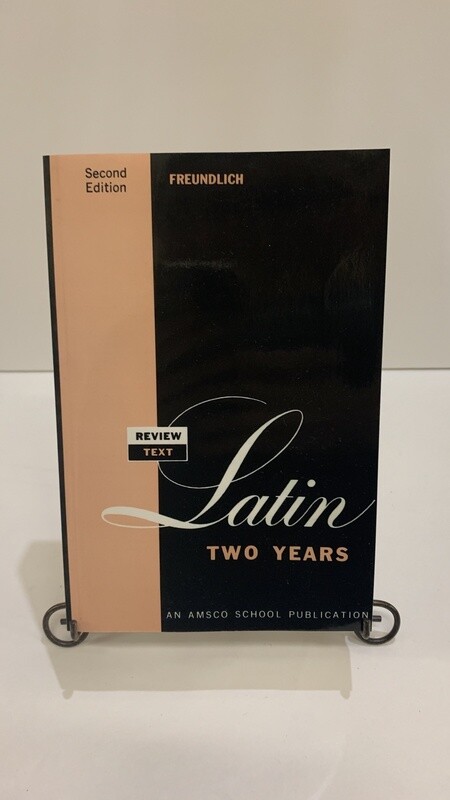 Second
Edition
FREUNDLICH
REVIEW
TEXT
Latin
TWO YEARS
AN AMSCO SCHOOL PUBLICATION